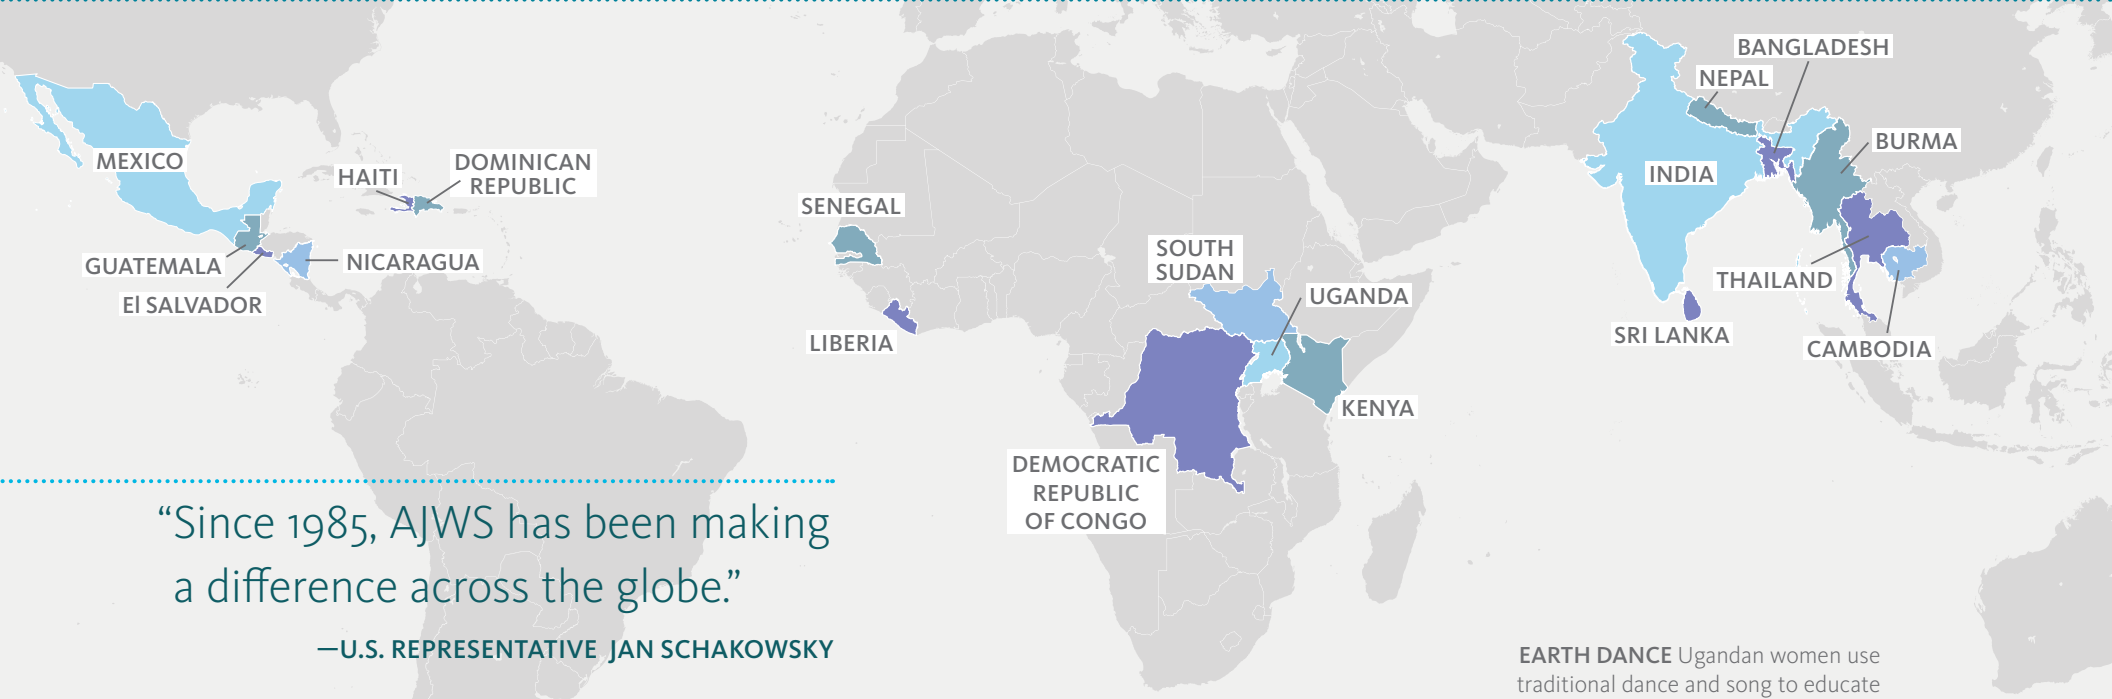 BANGLADESH
NEPAL
BURMA
MEXICO
HAITI
DOMINICAN
REPUBLIC
INDIA
SENEGAL
GUATEMALA
NICARAGUA
El SALVADOR
SOUTH
SUDAN
UGANDA
THAILAND
LIBERIA
SRI LANKA
CAMBODIA
KENYA
DEMOCRATIC
REPUBLIC
OF CONGO
“Since 1985, AJWS has been making
a difference across the globe.”
—U.S. REPRESENTATIVE JAN SCHAKOWSKY
EARTH DANCE Ugandan women use
traditional dance and song to educate